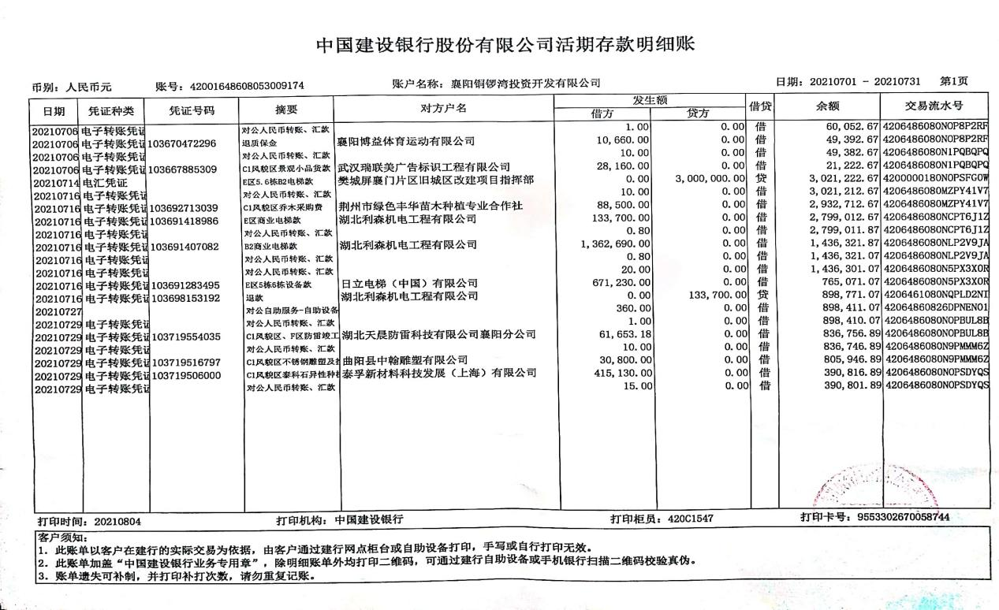 中国建设银行股份有限公司活期存款明细账
币别：人民币元 账号：42001648608053009174 账户名称：襄阳铜锣湾投资开发有限公司 日期：20210701 - 20210731 第1页
日期 凭证种类 凭证号码 摘要 对方户名 发生额 借贷 余额 交易流水号
借方 贷方
20210706 电子转账凭证 对公人民币转账、汇款 1.00 0.00 借 60,052.67 4206486080NOP8P2RF
20210706 电子转账凭证 103670472296 退质保金 襄阳博益体育运动有限公司 10,660.00 0.00 借 49,392.67 4206486080NOP8P2RF
20210706 电子转账凭证 对公人民币转账、汇款 10.00 0.00 借 49,382.67 4206486080N1PQBQPQ
20210706 电子转账凭证 103667885309 C1风貌区景观小品货款 武汉瑞联美广告标识工程有限公司 28,160.00 0.00 借 21,222.67 4206486080N1PQBQPQ
20210714 电汇凭证 E区5.6栋B2电梯款 樊城屏襄门片区旧城区改建项目指挥部 0.00 3,000,000.00 贷 3,021,222.67 4200000180NOPSFGOW
20210716 电子转账凭证 对公人民币转账、汇款 10.00 0.00 借 3,021,212.67 4206486080MZPY41V7
20210716 电子转账凭证 103692713039 C1风貌区乔木采购费 荆州市绿色丰华苗木种植专业合作社 88,500.00 0.00 借 2,932,712.67 4206486080MZPY41V7
20210716 电子转账凭证 103691418986 E区商业电梯款 湖北利森机电工程有限公司 133,700.00 0.00 借 2,799,012.67 4206486080NCPT6J1Z
20210716 电子转账凭证 对公人民币转账、汇款 0.80 0.00 借 2,799,011.87 4206486080NCPT6J1Z
20210716 电子转账凭证 103691407082 B2商业电梯款 湖北利森机电工程有限公司 1,362,690.00 0.00 借 1,436,321.87 4206486080NLP2V9JA
20210716 电子转账凭证 对公人民币转账、汇款 0.80 0.00 借 1,436,321.07 4206486080NLP2V9JA
20210716 电子转账凭证 对公人民币转账、汇款 20.00 0.00 借 1,436,301.07 4206486080N5PX3XOR
20210716 电子转账凭证 103691283495 E区5栋6栋设备款 日立电梯（中国）有限公司 671,230.00 0.00 借 765,071.07 4206486080N5PX3XOR
20210716 电子转账凭证 103698153192 退款 湖北利森机电工程有限公司 0.00 133,700.00 贷 898,771.07 4206461080NQPLD2NT
20210727 对公自助服务-自助设备 360.00 0.00 借 898,411.07 4206486080826DPNENO1
20210729 电子转账凭证 对公人民币转账、汇款 1.00 0.00 借 898,410.07 4206486080NOPBUL8B
20210729 电子转账凭证 103719554035 C1风貌区、F区防雷竣工 湖北天晨防雷科技有限公司襄阳分公司 61,653.18 0.00 借 836,756.89 4206486080NOPBUL8B
20210729 电子转账凭证 对公人民币转账、汇款 10.00 0.00 借 836,746.89 4206486080N9PMMM6Z
20210729 电子转账凭证 103719516797 C1风貌区不锈钢雕塑及 曲阳县中翰雕塑有限公司 30,800.00 0.00 借 805,946.89 4206486080N9PMMM6Z
20210729 电子转账凭证 103719506000 C1风貌区泰科石异性种 泰孚新材料科技发展（上海）有限公司 415,130.00 0.00 借 390,816.89 4206486080NOPSDYQS
20210729 电子转账凭证 对公人民币转账、汇款 15.00 0.00 借 390,801.89 4206486080NOPSDYQS
打印时间：20210804 打印机构：中国建设银行 打印柜员：420C1547 打印卡号：9553302670058744
客户须知：
1．此账单以客户在建行的实际交易为依据，由客户通过建行网点柜台或自助设备打印，手写或自行打印无效。
2．此账单加盖“中国建设银行业务专用章”，除明细账单外均打印二维码，可通过建行自助设备或手机银行扫描二维码校验真伪。
3．账单遗失可补制，并打印补打次数，请勿重复记账。